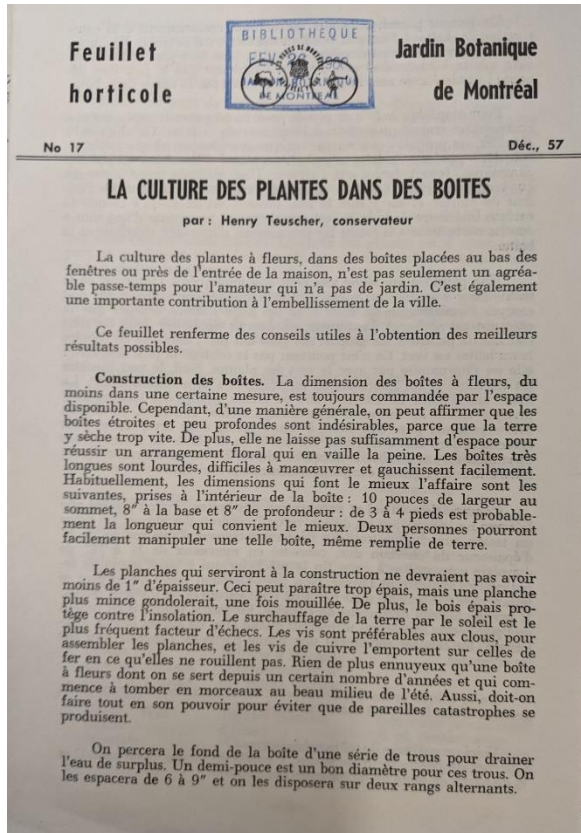 Feuillet
horticole
BIBLIOTHÈQUE
DE MONTRÉAL
Jardin Botanique
de Montréal
No 17
Déc., 57
LA CULTURE DES PLANTES DANS DES BOITES
par : Henry Teuscher, conservateur
La culture des plantes à fleurs, dans des boîtes placées au bas des
fenêtres ou près de l'entrée de la maison, n'est pas seulement un agréa-
ble passe-temps pour l'amateur qui n'a pas de jardin. C'est également
une importante contribution à l'embellissement de la ville.
Ce feuillet renferme des conseils utiles à l'obtention des meilleurs
résultats possibles.
Construction des boîtes. La dimension des boîtes à fleurs, du
moins dans une certaine mesure, est toujours commandée par l'espace
disponible. Cependant, d'une manière générale, on peut affirmer que les
boîtes étroites et peu profondes sont indésirables, parce que la terre
y sèche trop vite. De plus, elle ne laisse pas suffisamment d'espace pour
réussir un arrangement floral qui en vaille la peine. Les boîtes très
longues sont lourdes, difficiles à manœuvrer et gauchissent facilement.
Habituellement, les dimensions qui font le mieux l'affaire sont les
suivantes, prises à l'intérieur de la boîte : 10 pouces de largeur au
sommet, 8″ à la base et 8″ de profondeur : de 3 à 4 pieds est probable-
ment la longueur qui convient le mieux. Deux personnes pourront
facilement manipuler une telle boîte, même remplie de terre.
Les planches qui serviront à la construction ne devraient pas avoir
moins de 1″ d'épaisseur. Ceci peut paraître trop épais, mais une planche
plus mince gondolerait, une fois mouillée. De plus, le bois épais pro-
tège contre l'insolation. Le surchauffage de la terre par le soleil est le
plus fréquent facteur d'échecs. Les vis sont préférables aux clous, pour
assembler les planches, et les vis de cuivre l'emportent sur celles de
fer en ce qu'elles ne rouillent pas. Rien de plus ennuyeux qu'une boîte
à fleurs dont on se sert depuis un certain nombre d'années et qui com-
mence à tomber en morceaux au beau milieu de l'été. Aussi, doit-on
faire tout en son pouvoir pour éviter que de pareilles catastrophes se
produisent.
On percera le fond de la boîte d'une série de trous pour drainer
l'eau de surplus. Un demi-pouce est un bon diamètre pour ces trous. On
les espacera de 6 à 9″ et on les disposera sur deux rangs alternants.